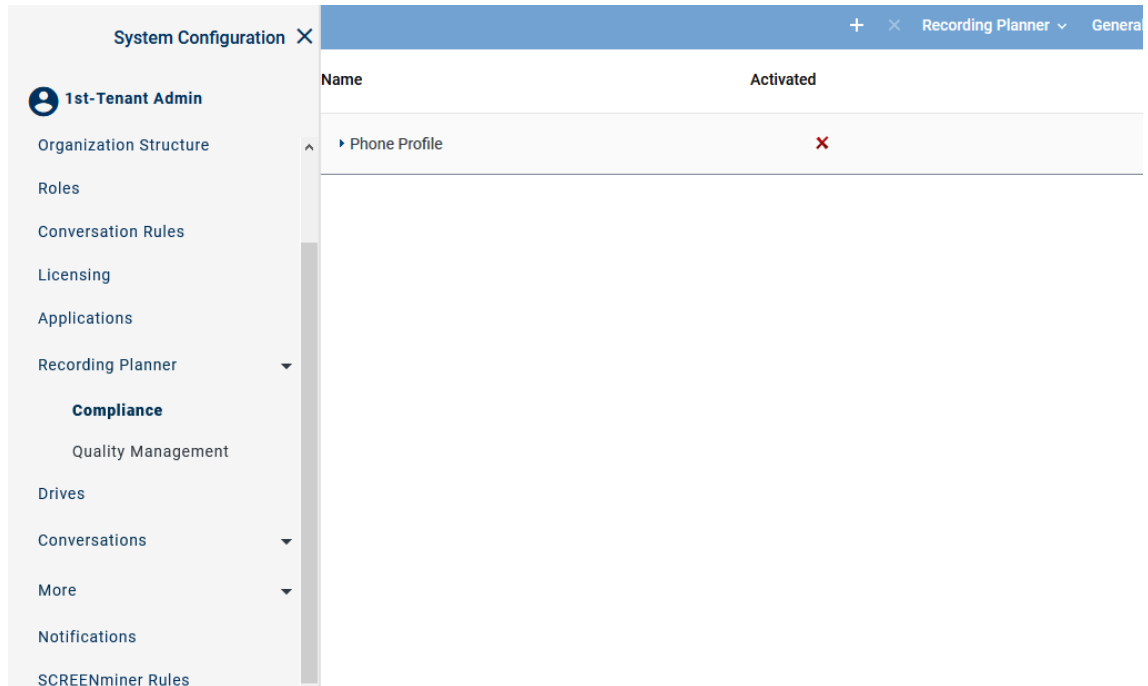 System Configuration
1st-Tenant Admin
Organization Structure
Roles
Conversation Rules
Licensing
Applications
Recording Planner
Compliance
Quality Management
Drives
Conversations
More
Notifications
SCREENminer Rules
Recording Planner General
Name Activated
Phone Profile